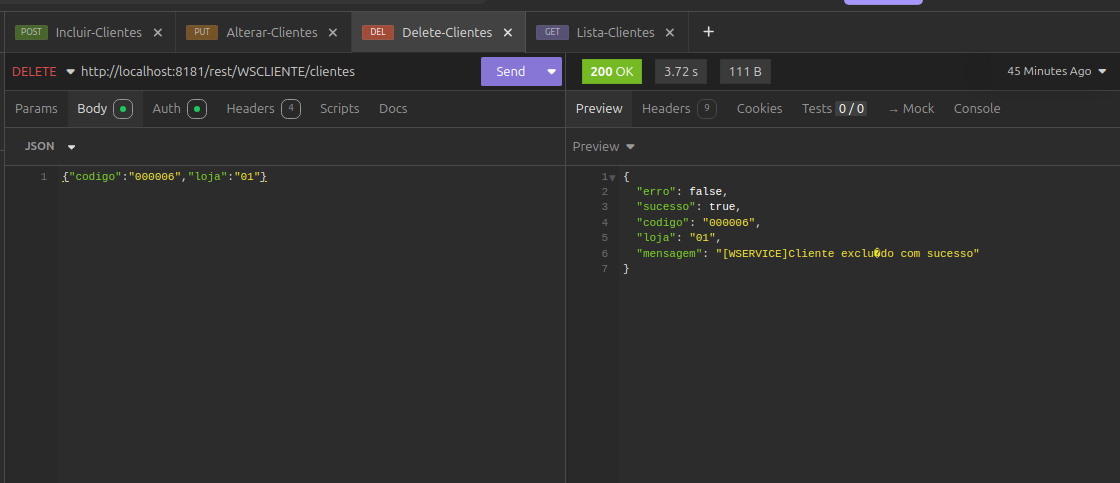 POST Incluir-Clientes × PUT Alterar-Clientes × DEL Delete-Clientes × GET Lista-Clientes × +
DELETE http://localhost:8181/rest/WSCLIENTE/clientes Send
200 OK 3.72 s 111 B 45 Minutes Ago
Params Body Auth Headers 4 Scripts Docs
Preview Headers 9 Cookies Tests 0 / 0 → Mock Console
JSON
Preview
1 {"codigo":"000006","loja":"01"}
1 {
2 "erro": false,
3 "sucesso": true,
4 "codigo": "000006",
5 "loja": "01",
6 "mensagem": "[WSERVICE]Cliente exclu�do com sucesso"
7 }